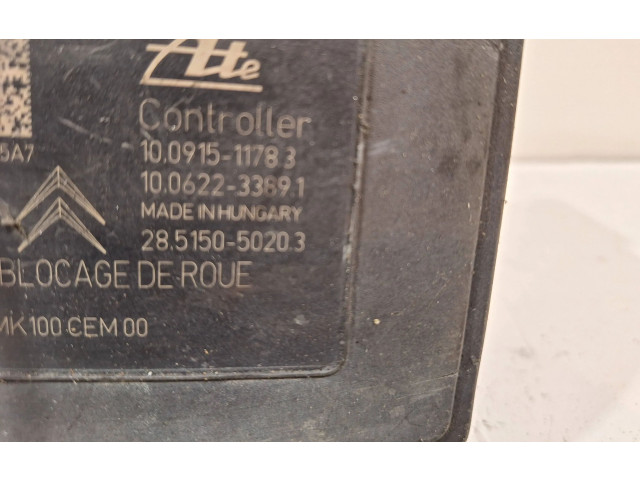 Ate
Controller
5A7
10.0915-1178.3
10.0622-3389.1
MADE IN HUNGARY
28.5150-5020.3
BLOCAGE DE ROUE
MK100 CEM 00